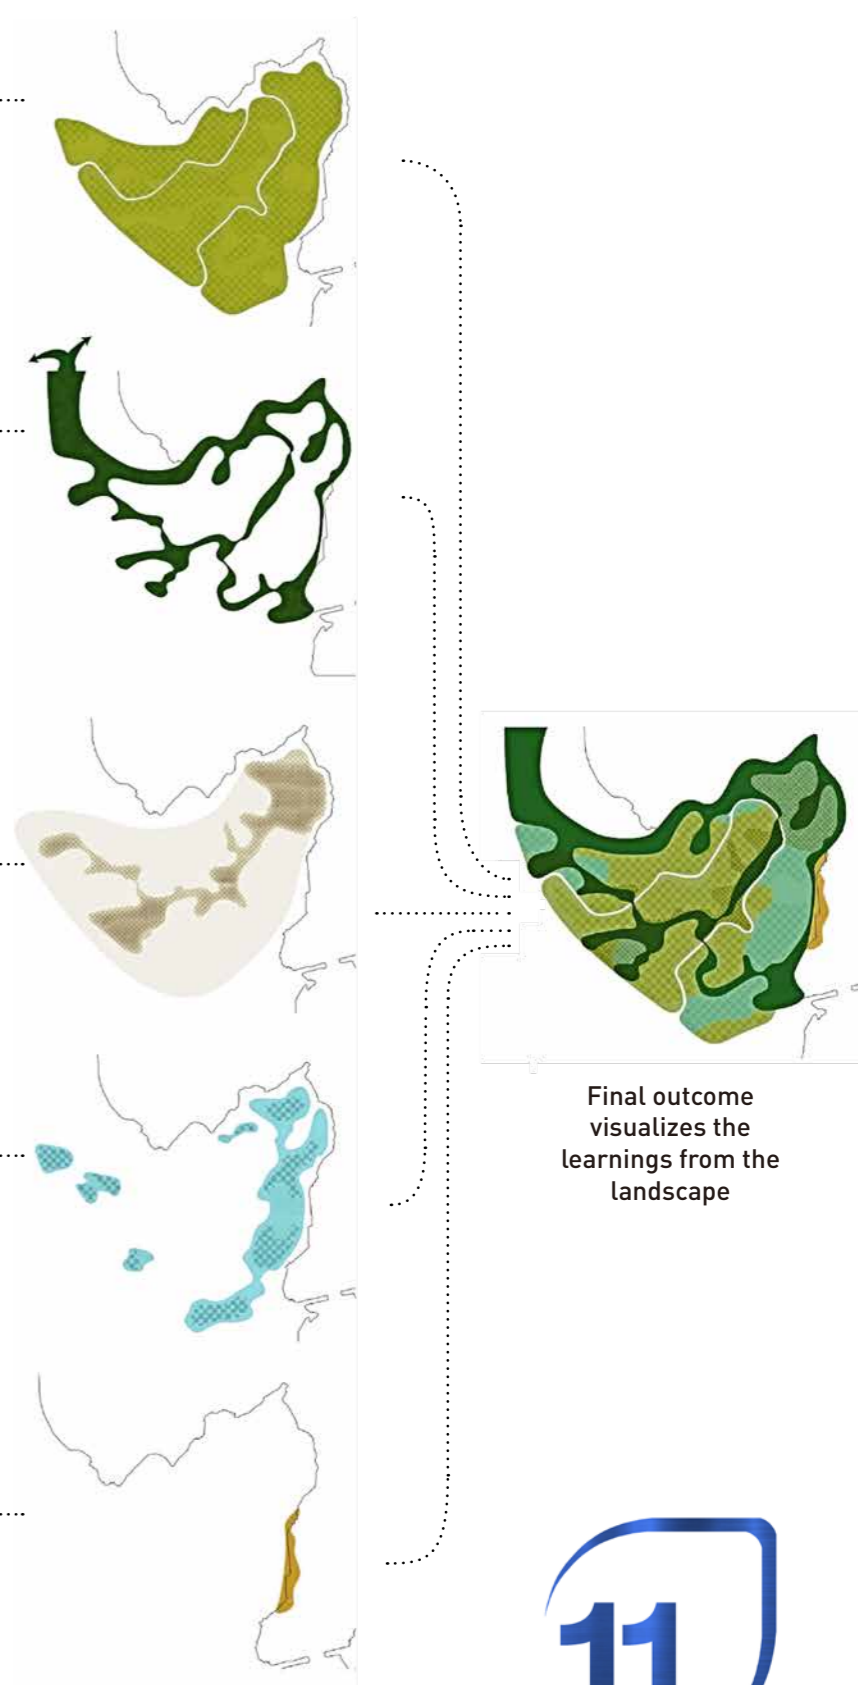 Final outcome
visualizes the
learnings from the
landscape
11